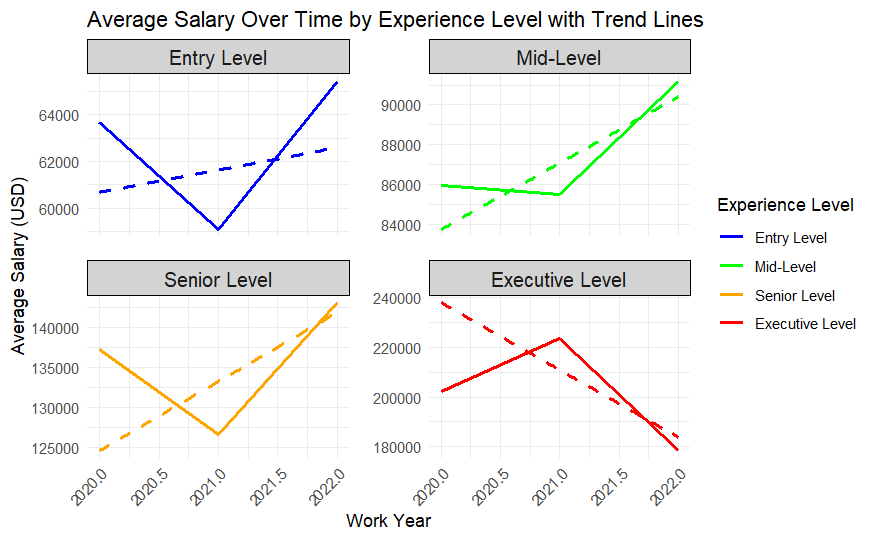 Average Salary Over Time by Experience Level with Trend Lines
Average Salary (USD)
Entry Level
64000
62000
60000
Mid-Level
90000
88000
86000
84000
Senior Level
140000
135000
130000
125000
2020.0
2020.5
2021.0
2021.5
2022.0
Executive Level
240000
220000
200000
180000
2020.0
2020.5
2021.0
2021.5
2022.0
Work Year
Experience Level
Entry Level
Mid-Level
Senior Level
Executive Level